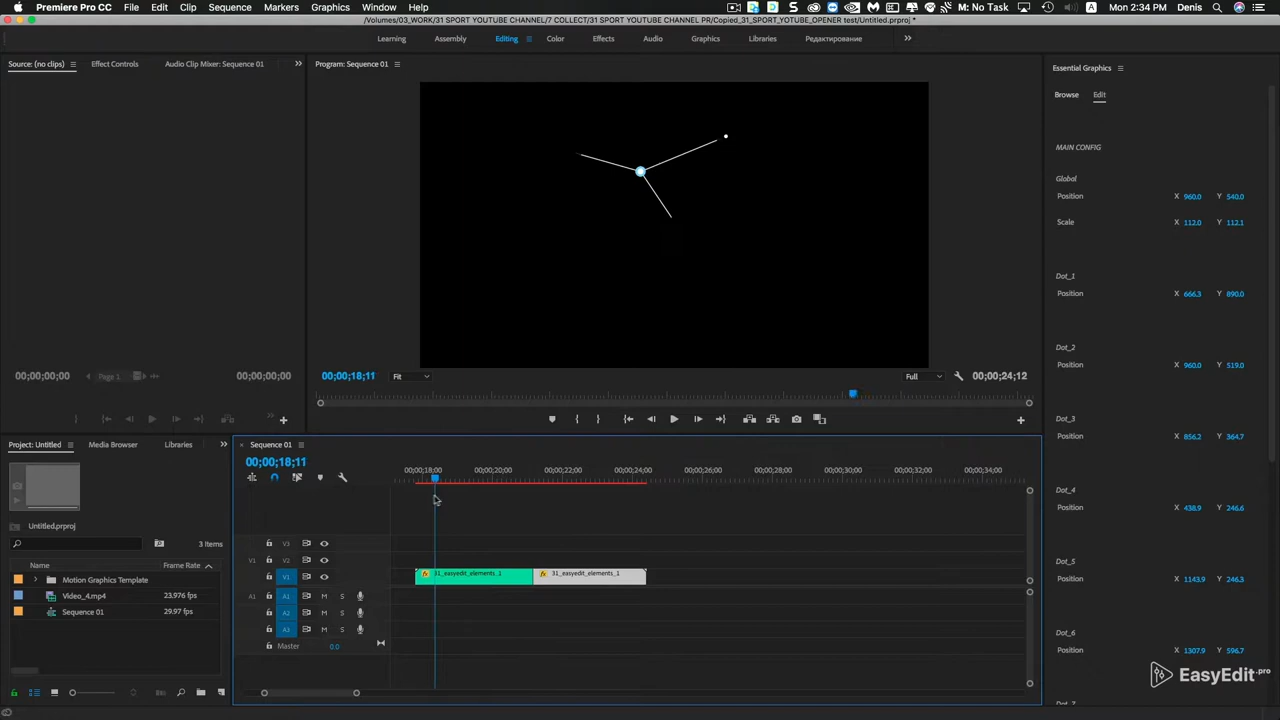 Premiere Pro CC File Edit Clip Sequence Markers Graphics Window Help M: No Task A Mon 2:34 PM Denis
/Volumes/03_WORK/31 SPORT YOUTUBE CHANNEL/7 COLLECT/31 SPORT YOUTUBE CHANNEL PR/Copied_31_SPORT_YOTUBE_OPENER test/Untitled.prproj *
Learning Assembly Editing Color Effects Audio Graphics Libraries Редактирование »
Source: (no clips) Effect Controls Audio Clip Mixer: Sequence 01 »
Program: Sequence 01
Essential Graphics
Browse Edit
MAIN CONFIG
Global
Position X 960.0 Y 540.0
Scale X 112.0 Y 112.1
Dot_1
Position X 666.3 Y 890.0
Dot_2
Position X 960.0 Y 519.0
Dot_3
Position X 856.2 Y 364.7
Dot_4
Position X 438.9 Y 246.6
Dot_5
Position X 1143.9 Y 246.3
Dot_6
Position X 1307.9 Y 596.7
00;00;00;00 Page 1 00;00;00;00
00;00;18;11 Fit Full 00;00;24;12
Project: Untitled Media Browser Libraries »
Untitled.prproj
3 Items
Name Frame Rate
Motion Graphics Template
Video_4.mp4 23,976 fps
Sequence 01 29.97 fps
× Sequence 01
00;00;18;11
00;00;18;00 00;00;20;00 00;00;22;00 00;00;24;00 00;00;26;00 00;00;28;00 00;00;30;00 00;00;32;00 00;00;34;00
V3
V1 V2
V1 fx 31_easyedit_elements_1 fx 31_easyedit_elements_1
A1 A1 M S
A2 M S
A3 M S
Master 0.0
EasyEdit.pro